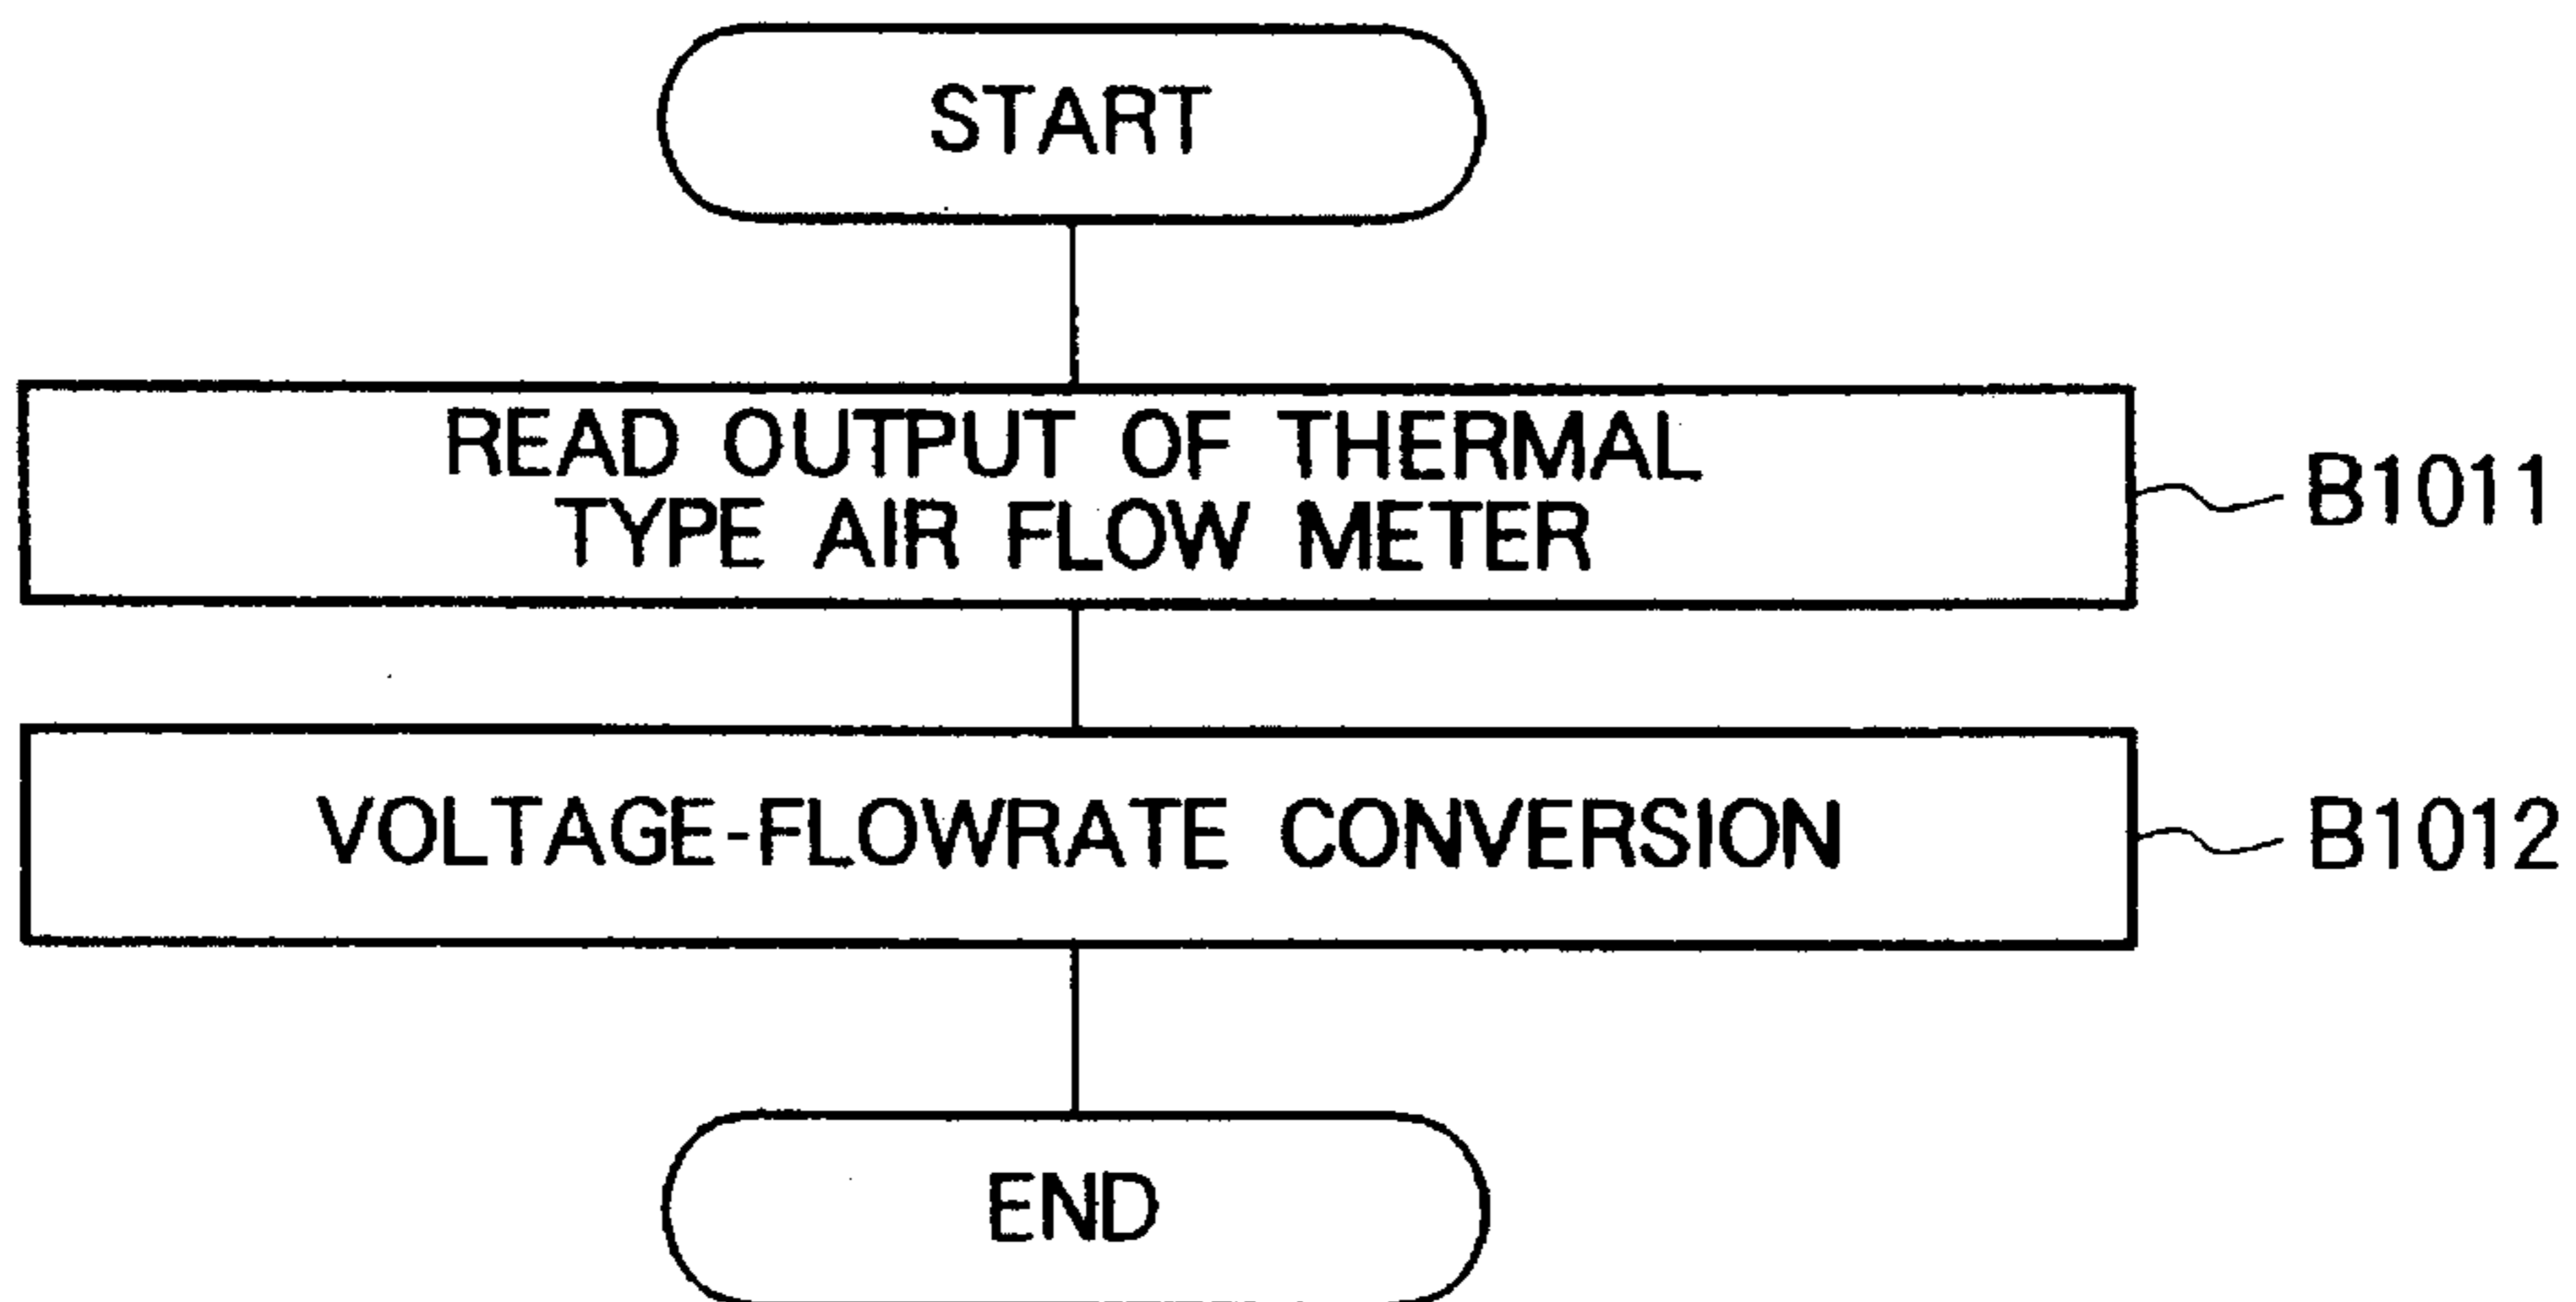 START
READ OUTPUT OF THERMAL
TYPE AIR FLOW METER
B1011
VOLTAGE-FLOWRATE CONVERSION
B1012
END